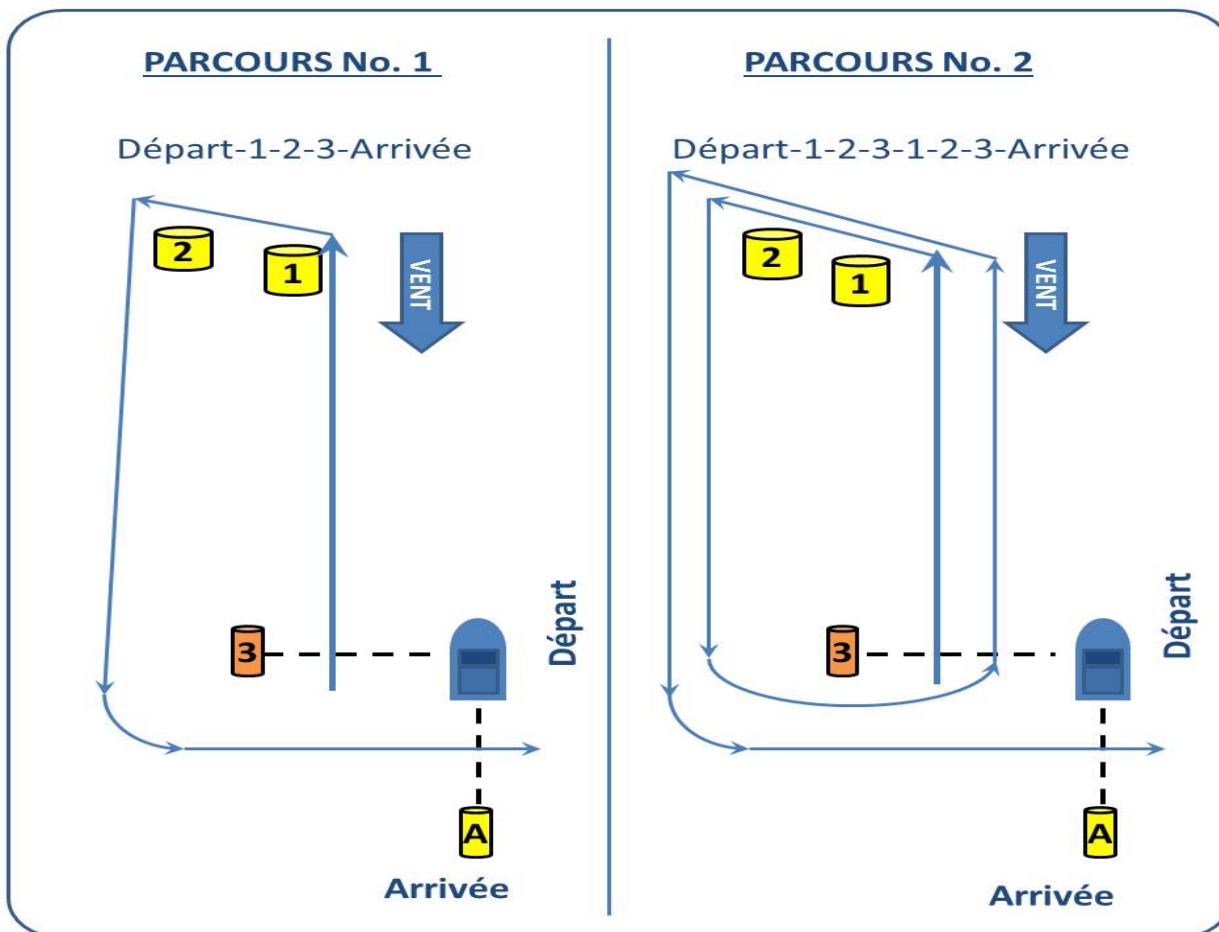 PARCOURS No. 1
Départ-1-2-3-Arrivée
2
1
VENT
3
Départ
A
Arrivée
PARCOURS No. 2
Départ-1-2-3-1-2-3-Arrivée
2
1
VENT
3
Départ
A
Arrivée